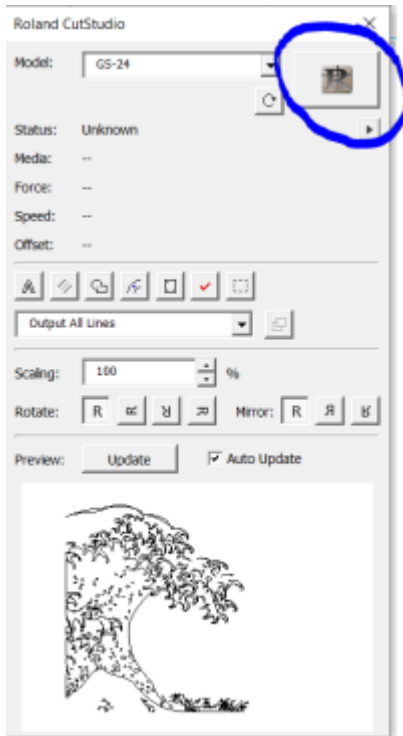 Roland CutStudio
Model: GS-24
Status: Unknown
Media: --
Force: --
Speed: --
Offset: --
Output All Lines
Scaling: 100 %
Rotate: R R R R Mirror: R R R
Preview: Update Auto Update